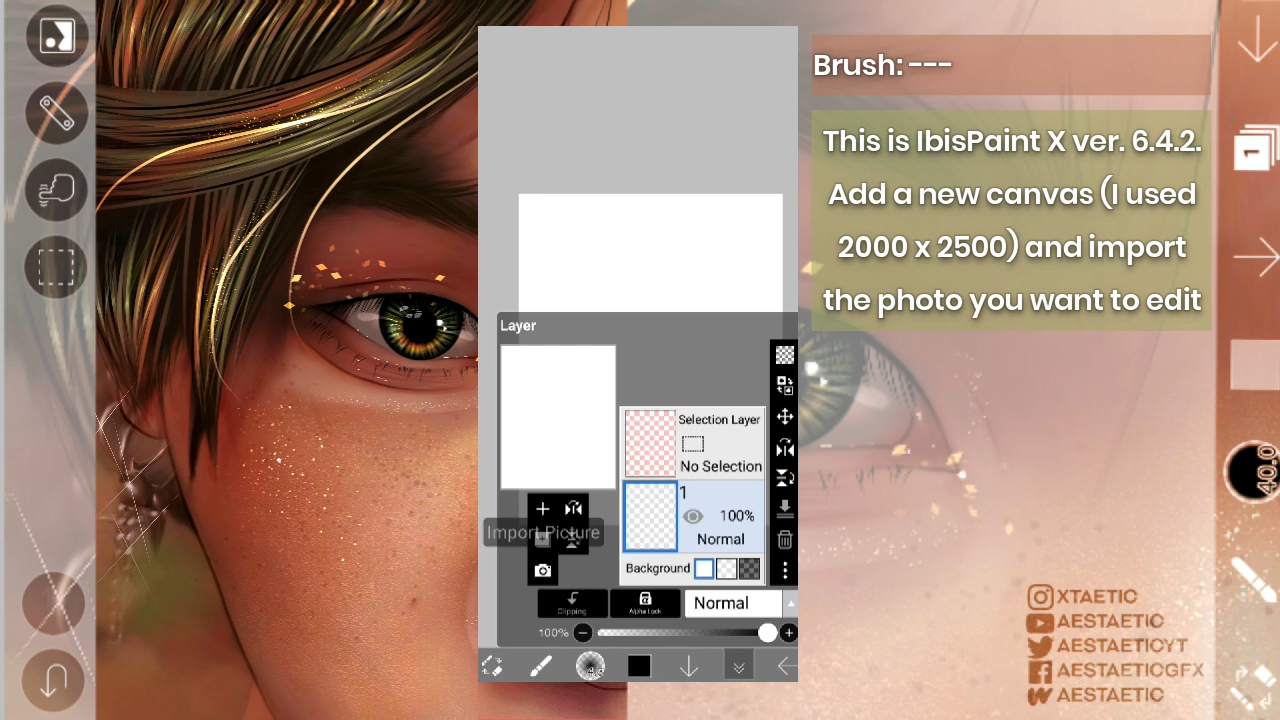 Brush: ---
This is IbisPaint X ver. 6.4.2.
Add a new canvas (I used
2000 x 2500) and import
the photo you want to edit
Layer
Selection Layer
No Selection
1
100%
Normal
Import Picture
Background
Clipping
Alpha Lock
Normal
100%
1
40.0
XTAETIC
AESTAETIC
AESTAETICYT
AESTAETICGFX
AESTAETIC